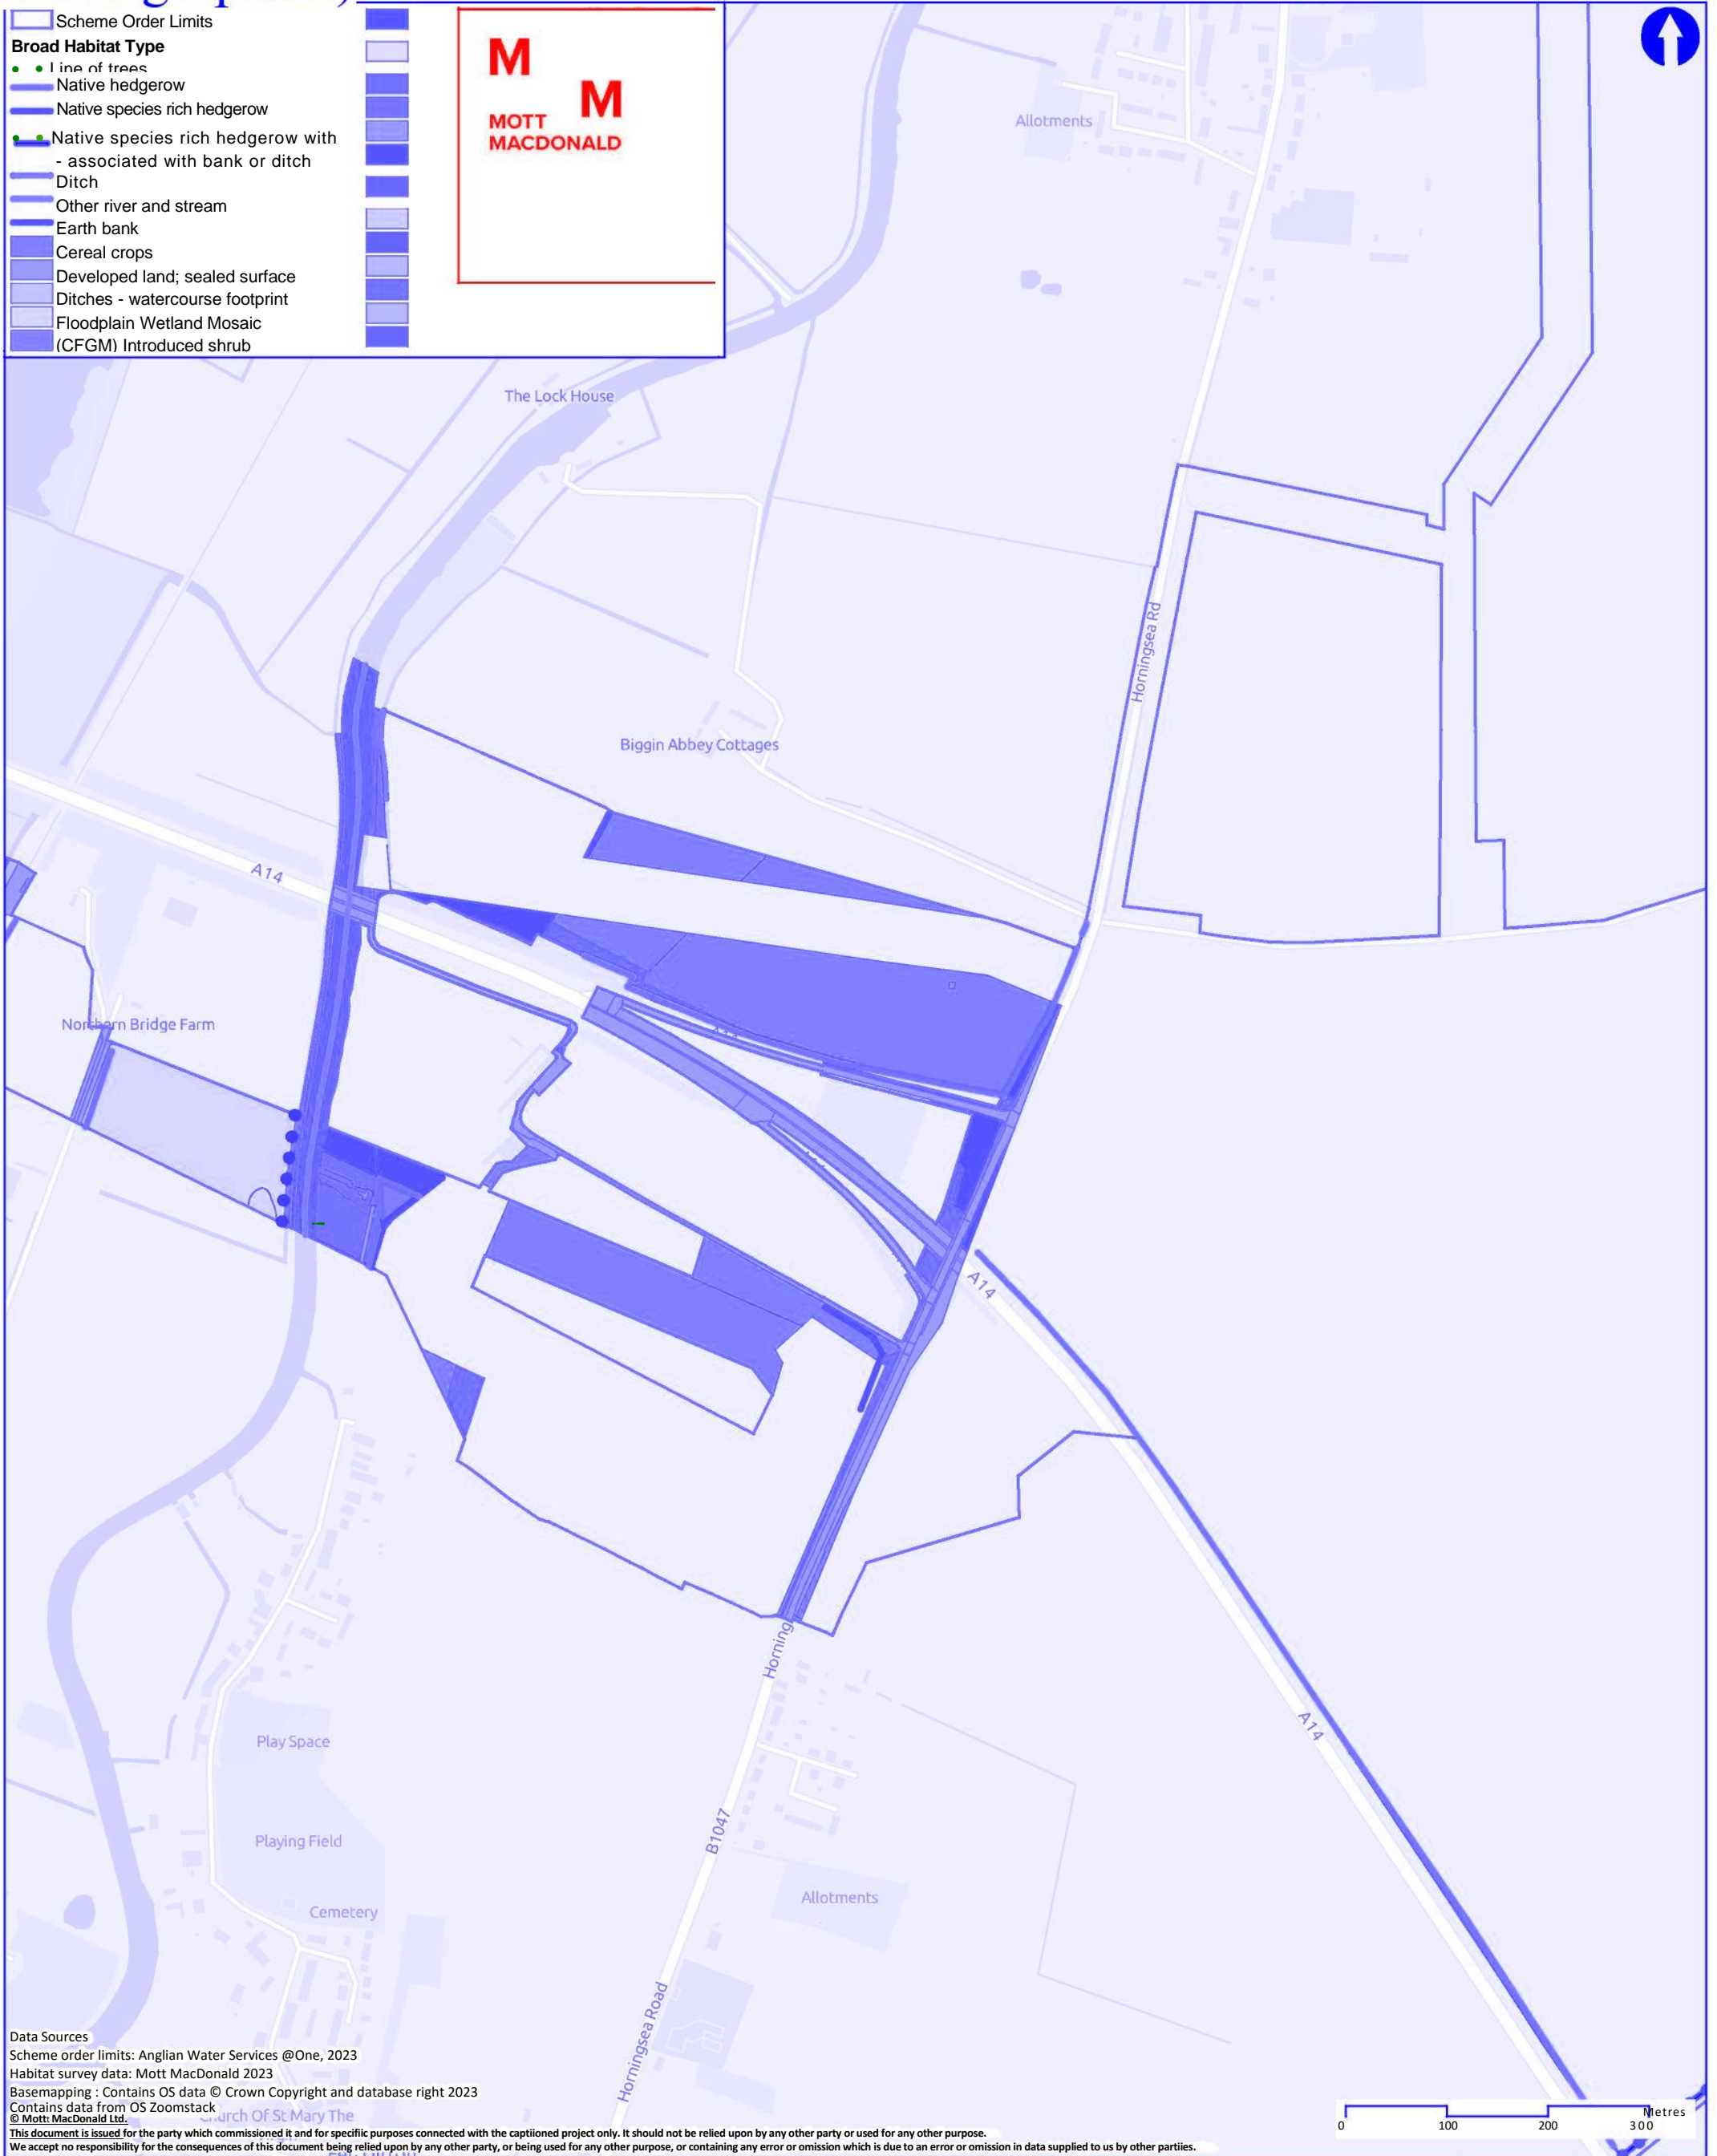 Scheme Order Limits
Broad Habitat Type
Line of trees
Native hedgerow
Native species rich hedgerow
Native species rich hedgerow with
- associated with bank or ditch
Ditch
Other river and stream
Earth bank
Cereal crops
Developed land; sealed surface
Ditches - watercourse footprint
Floodplain Wetland Mosaic
(CFGM) Introduced shrub
M
M
MOTT
MACDONALD
Allotments
The Lock House
Horningsea Rd
Biggin Abbey Cottages
A14
Northern Bridge Farm
A14
Horning
A14
Play Space
B1047
Playing Field
Allotments
Cemetery
Horningsea Road
Data Sources
Scheme order limits: Anglian Water Services @One, 2023
Habitat survey data: Mott MacDonald 2023
Basemapping : Contains OS data © Crown Copyright and database right 2023
Contains data from OS Zoomstack
© Mott MacDonald Ltd.
Church Of St Mary The
This document is issued for the party which commissioned it and for specific purposes connected with the captiioned project only. It should not be relied upon by any other party or used for any other purpose.
We accept no responsibility for the consequences of this document being relied upon by any other party, or being used for any other purpose, or containing any error or omission which is due to an error or omission in data supplied to us by other partiies.
Metres
0 100 200 300